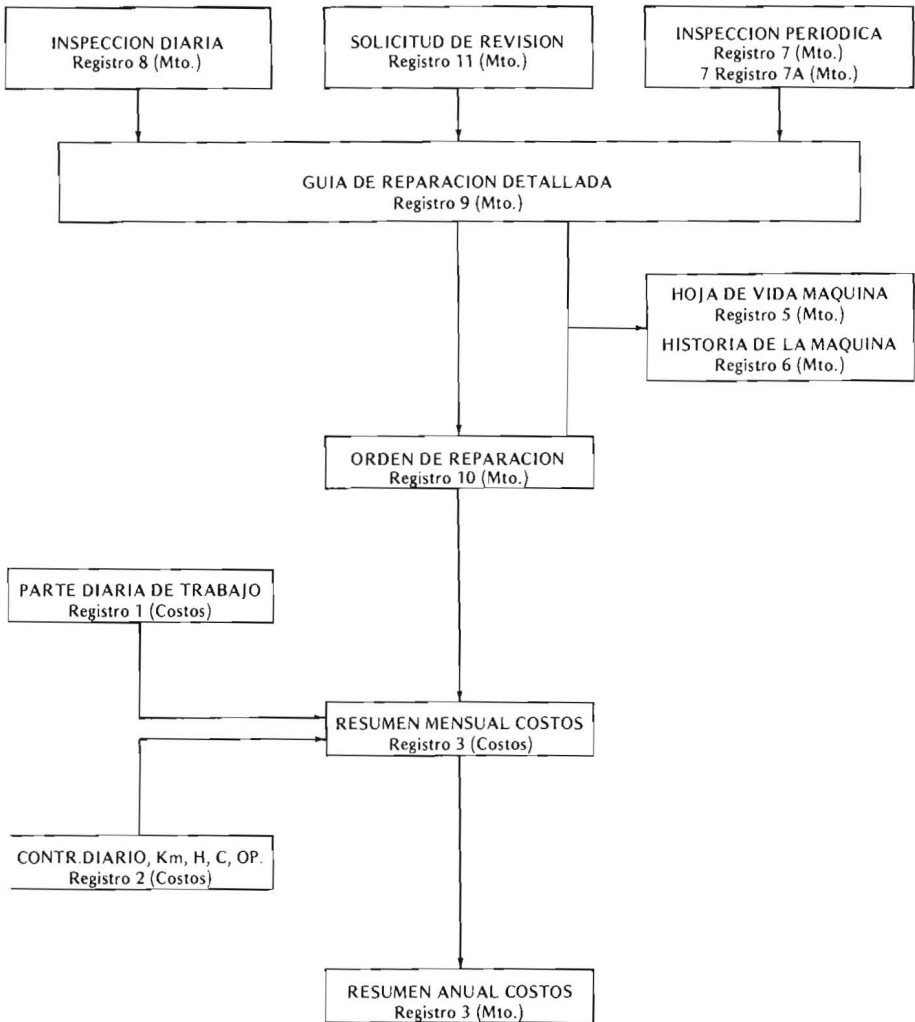 INSPECCION DIARIA
Registro 8 (Mto.)
SOLICITUD DE REVISION
Registro 11 (Mto.)
INSPECCION PERIODICA
Registro 7 (Mto.)
7 Registro 7A (Mto.)
GUIA DE REPARACION DETALLADA
Registro 9 (Mto.)
HOJA DE VIDA MAQUINA
Registro 5 (Mto.)
HISTORIA DE LA MAQUINA
Registro 6 (Mto.)
ORDEN DE REPARACION
Registro 10 (Mto.)
PARTE DIARIA DE TRABAJO
Registro 1 (Costos)
RESUMEN MENSUAL COSTOS
Registro 3 (Costos)
CONTR.DIARIO, Km, H, C, OP.
Registro 2 (Costos)
RESUMEN ANUAL COSTOS
Registro 3 (Mto.)